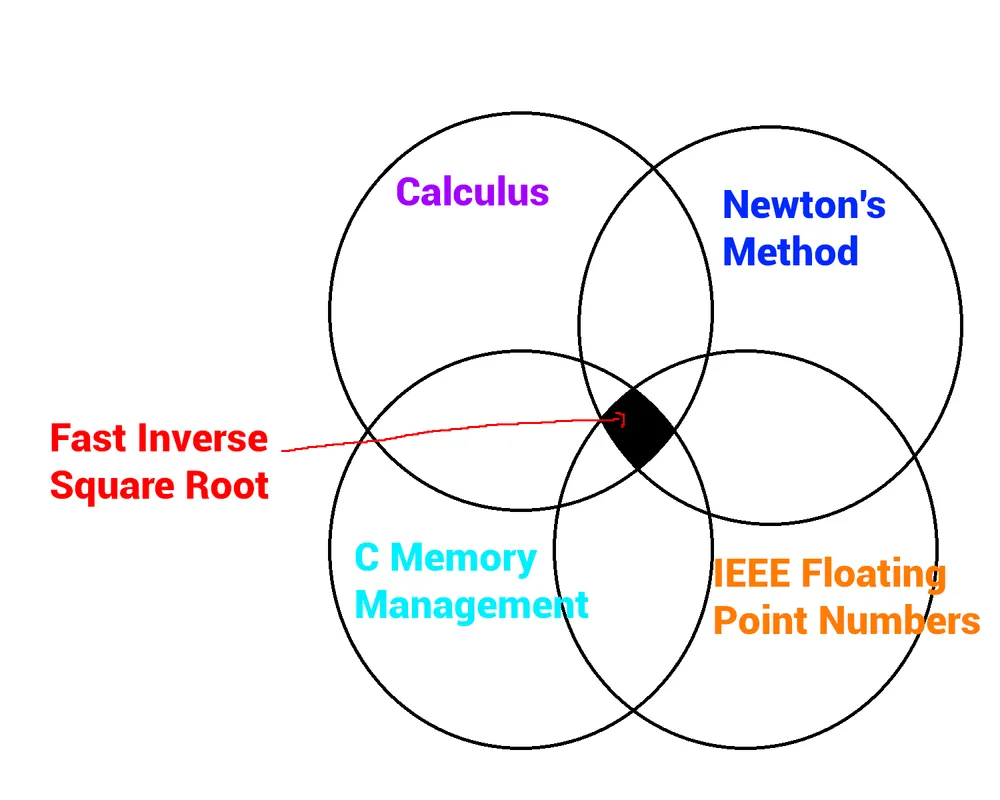 Calculus
Newton's
Method
Fast Inverse
Square Root
C Memory
Management
IEEE Floating
Point Numbers